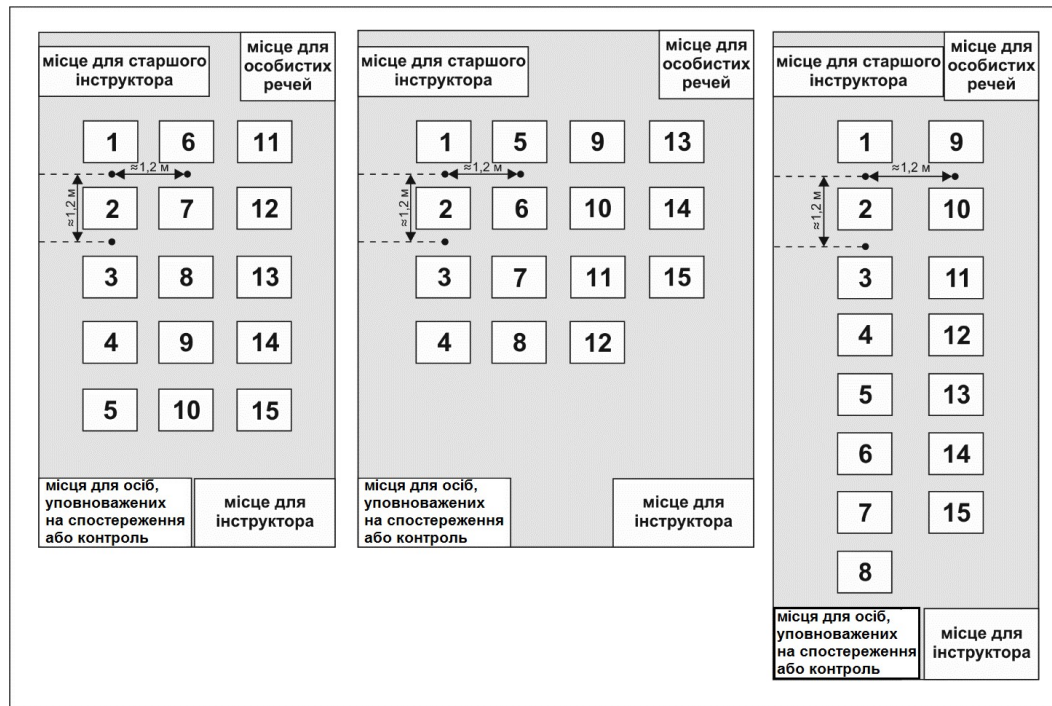 місце для старшого
інструктора
місце для
особистих
речей
1 6 11
≈1,2 м
≈1,2 м
2 7 12
3 8 13
4 9 14
5 10 15
місця для осіб,
уповноважених
на спостереження
або контроль
місце для
інструктора
місце для старшого
інструктора
місце для
особистих
речей
1 5 9 13
≈1,2 м
≈1,2 м
2 6 10 14
3 7 11 15
4 8 12
місця для осіб,
уповноважених
на спостереження
або контроль
місце для
інструктора
місце для старшого
інструктора
місце для
особистих
речей
1 9
≈1,2 м
≈1,2 м
2 10
3 11
4 12
5 13
6 14
7 15
8
місця для осіб,
уповноважених
на спостереження
або контроль
місце для
інструктора